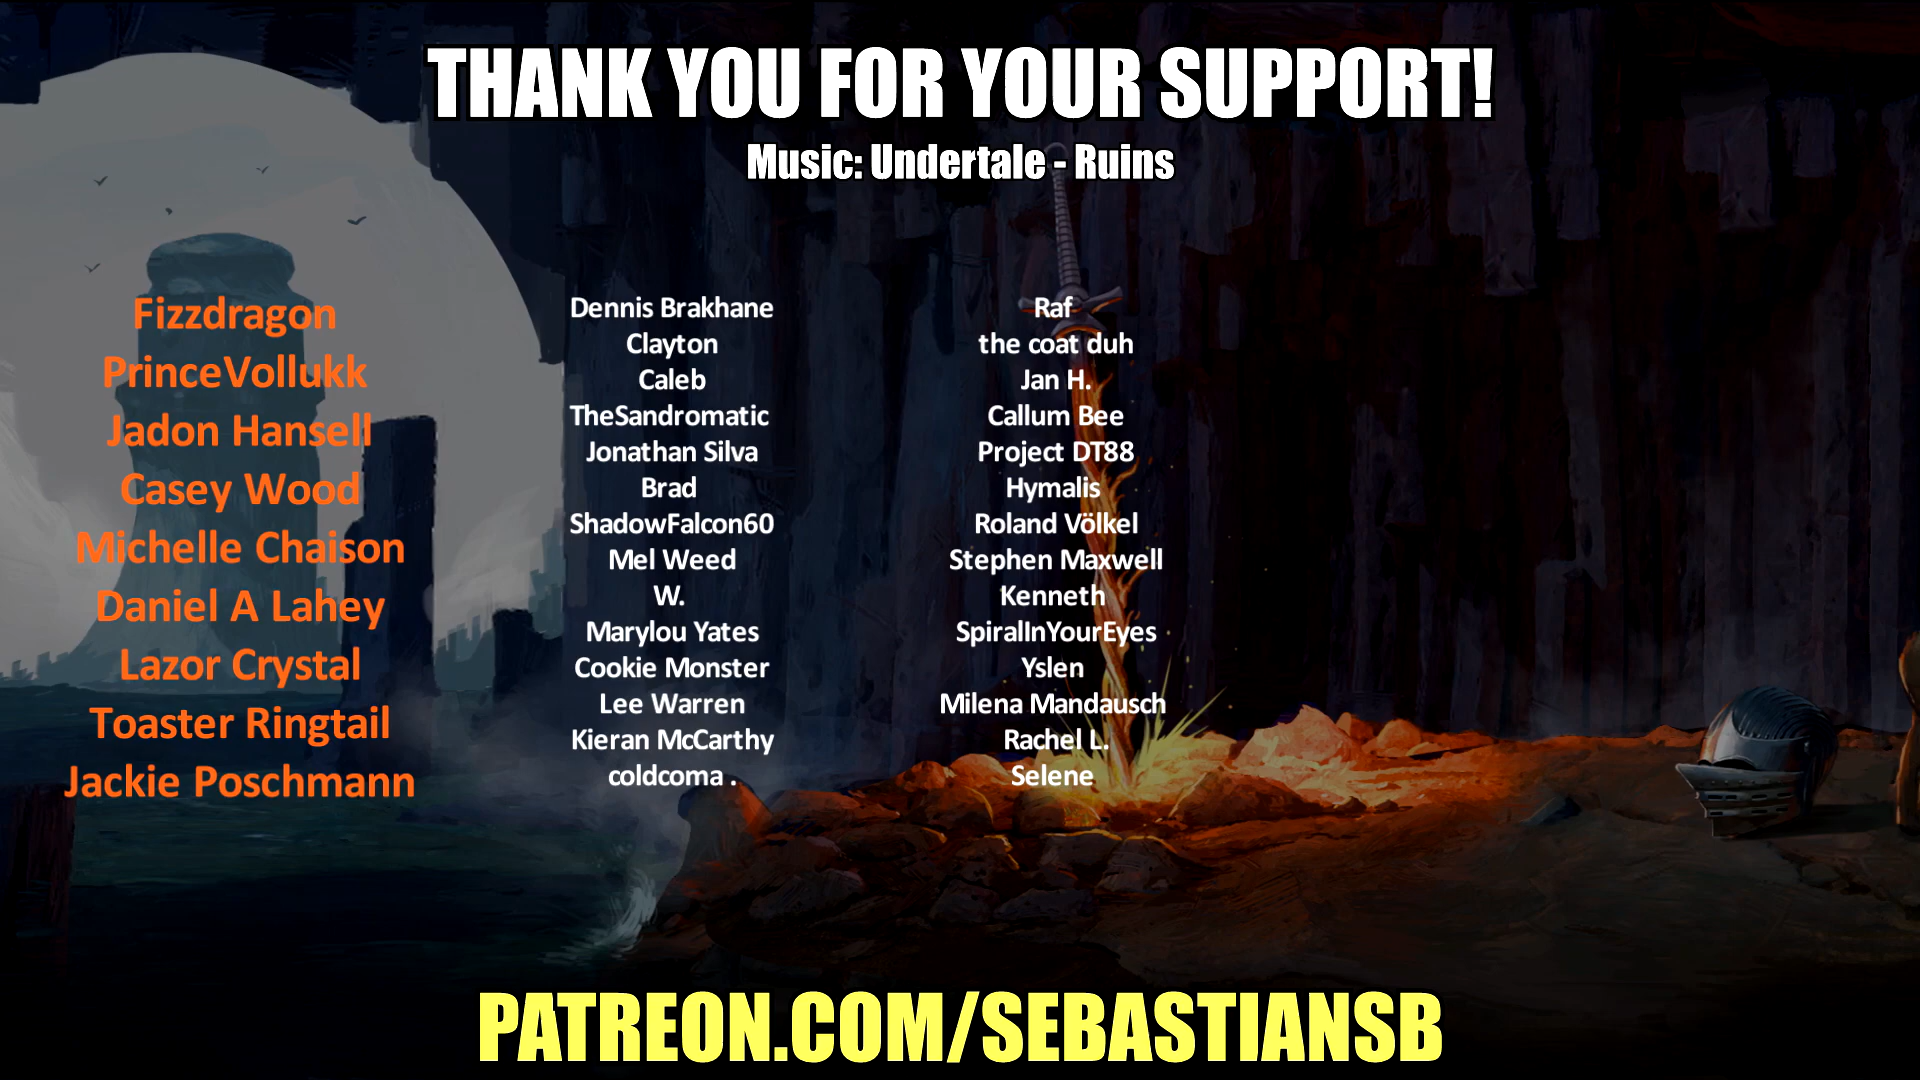 THANK YOU FOR YOUR SUPPORT!
Music: Undertale - Ruins
Fizzdragon
PrinceVollukk
Jadon Hansell
Casey Wood
Michelle Chaison
Daniel A Lahey
Lazor Crystal
Toaster Ringtail
Jackie Poschmann
Dennis Brakhane
Clayton
Caleb
TheSandromatic
Jonathan Silva
Brad
ShadowFalcon60
Mel Weed
W.
Marylou Yates
Cookie Monster
Lee Warren
Kieran McCarthy
coldcoma .
Raf
the coat duh
Jan H.
Callum Bee
Project DT88
Hymalis
Roland Völkel
Stephen Maxwell
Kenneth
SpiralInYourEyes
Yslen
Milena Mandausch
Rachel L.
Selene
PATREON.COM/SEBASTIANSB